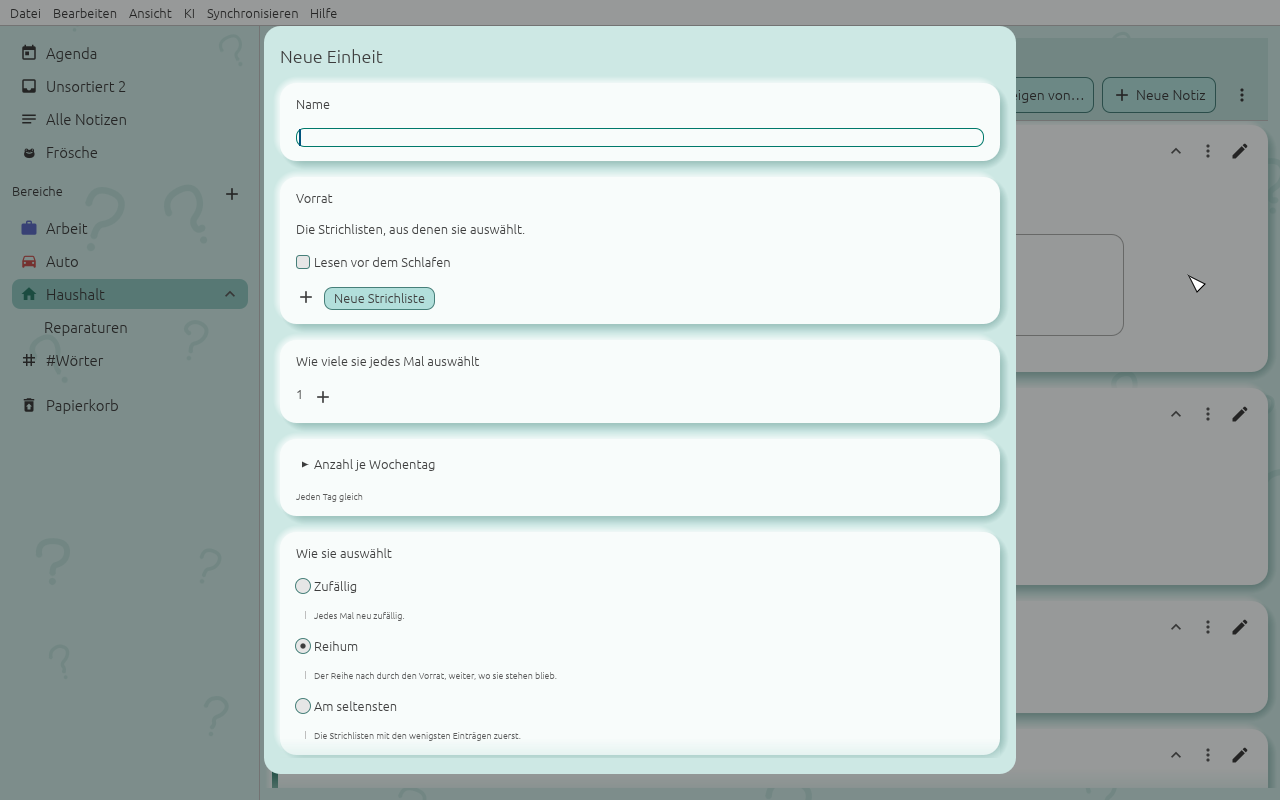 Datei Bearbeiten Ansicht KI Synchronisieren Hilfe
Agenda
Unsortiert 2
Alle Notizen
Frösche
Bereiche
Arbeit
Auto
Haushalt
Reparaturen
#Wörter
Papierkorb
Neue Einheit
Name
Vorrat
Die Strichlisten, aus denen sie auswählt.
Lesen vor dem Schlafen
Neue Strichliste
Wie viele sie jedes Mal auswählt
1
Anzahl je Wochentag
Jeden Tag gleich
Wie sie auswählt
Zufällig
Jedes Mal neu zufällig.
Reihum
Der Reihe nach durch den Vorrat, weiter, wo sie stehen blieb.
Am seltensten
Die Strichlisten mit den wenigsten Einträgen zuerst.
von…
Neue Notiz